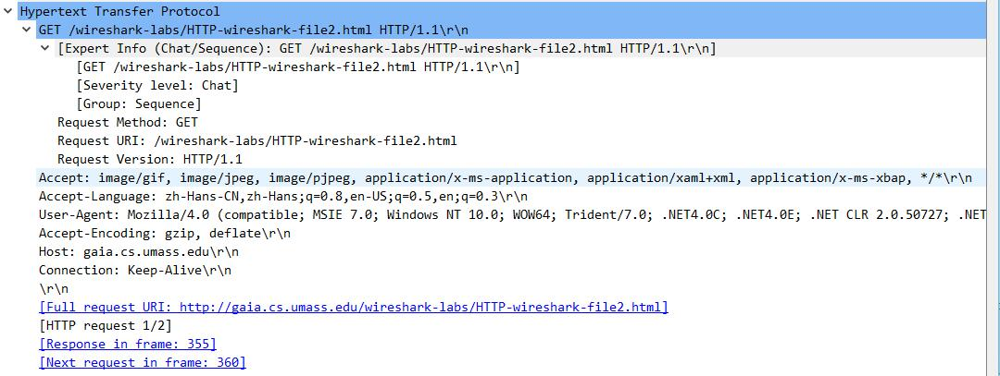 Hypertext Transfer Protocol
GET /wireshark-labs/HTTP-wireshark-file2.html HTTP/1.1\r\n
[Expert Info (Chat/Sequence): GET /wireshark-labs/HTTP-wireshark-file2.html HTTP/1.1\r\n]
[GET /wireshark-labs/HTTP-wireshark-file2.html HTTP/1.1\r\n]
[Severity level: Chat]
[Group: Sequence]
Request Method: GET
Request URI: /wireshark-labs/HTTP-wireshark-file2.html
Request Version: HTTP/1.1
Accept: image/gif, image/jpeg, image/pjpeg, application/x-ms-application, application/xaml+xml, application/x-ms-xbap, */*\r\n
Accept-Language: zh-Hans-CN,zh-Hans;q=0.8,en-US;q=0.5,en;q=0.3\r\n
User-Agent: Mozilla/4.0 (compatible; MSIE 7.0; Windows NT 10.0; WOW64; Trident/7.0; .NET4.0C; .NET4.0E; .NET CLR 2.0.50727; .NET
Accept-Encoding: gzip, deflate\r\n
Host: gaia.cs.umass.edu\r\n
Connection: Keep-Alive\r\n
\r\n
[Full request URI: http://gaia.cs.umass.edu/wireshark-labs/HTTP-wireshark-file2.html]
[HTTP request 1/2]
[Response in frame: 355]
[Next request in frame: 360]